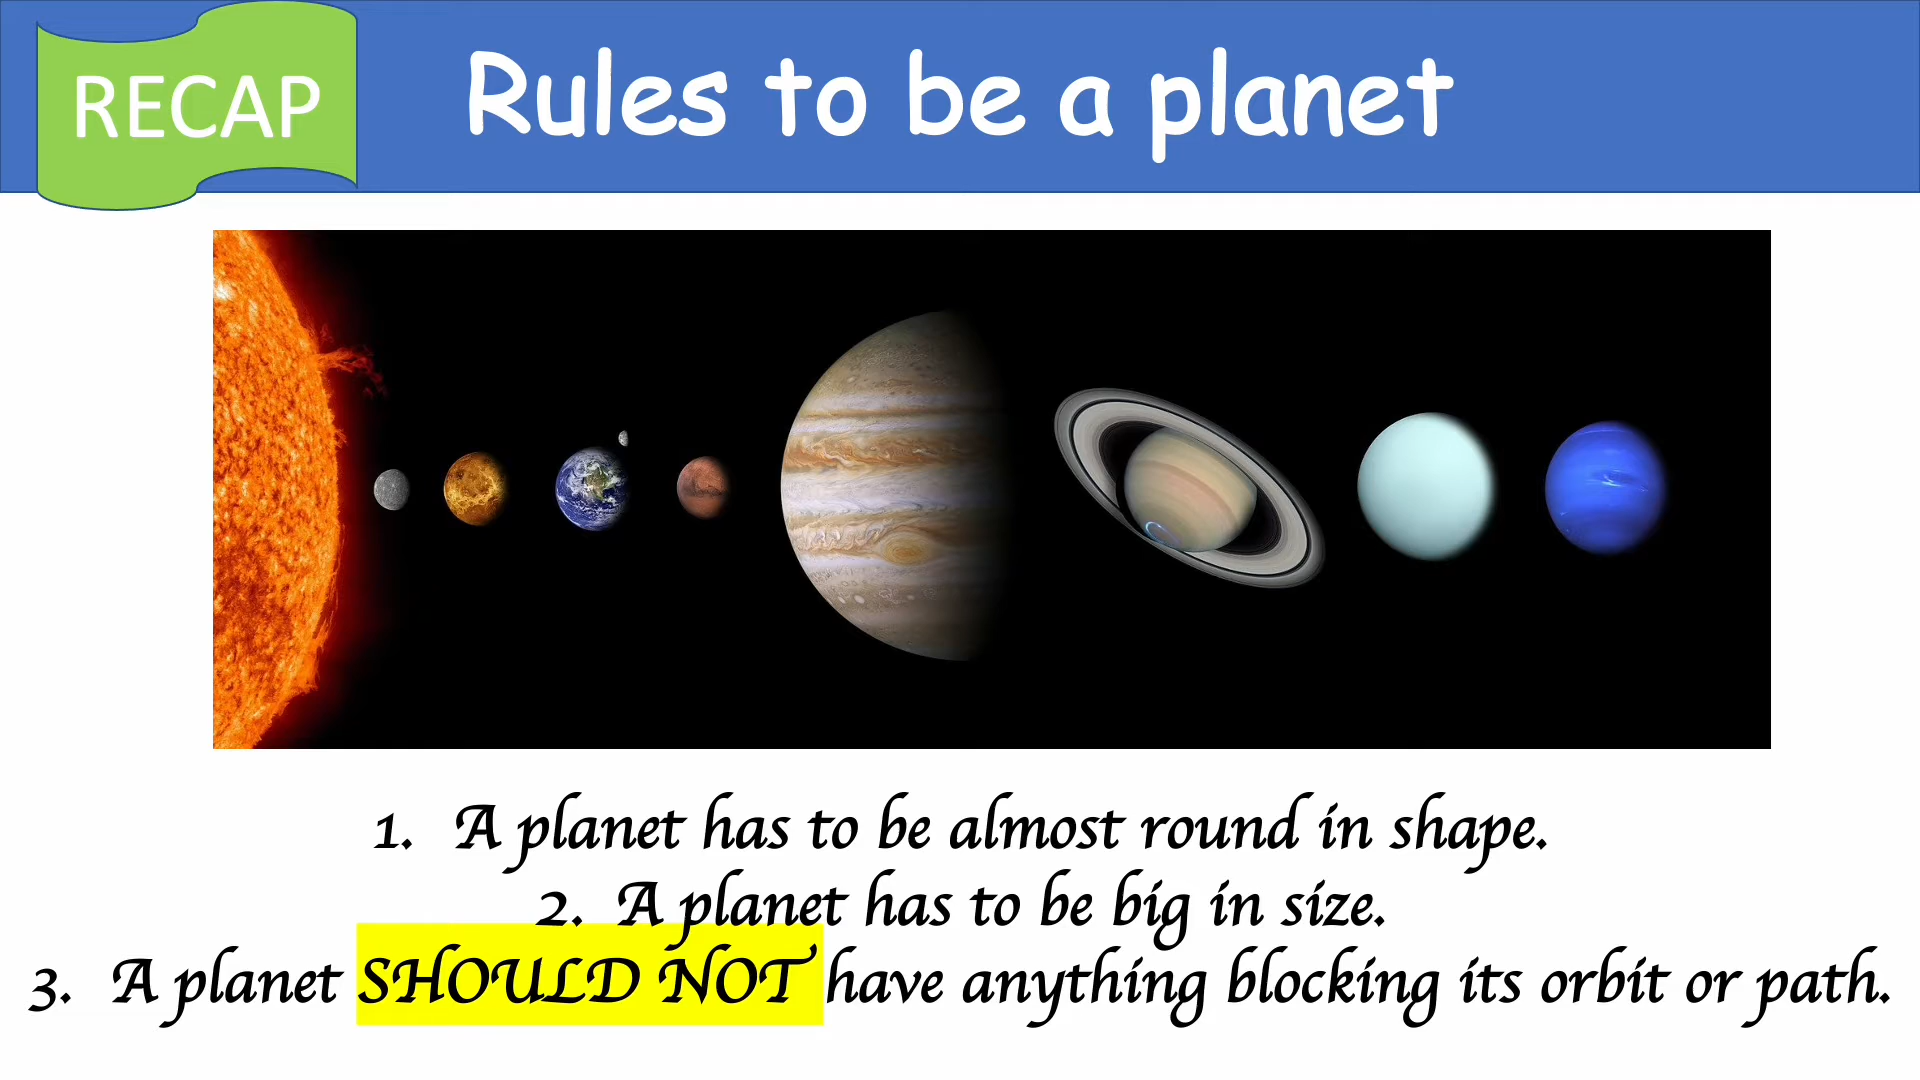 RECAP
Rules to be a planet
1. A planet has to be almost round in shape.
2. A planet has to be big in size.
3. A planet SHOULD NOT have anything blocking its orbit or path.